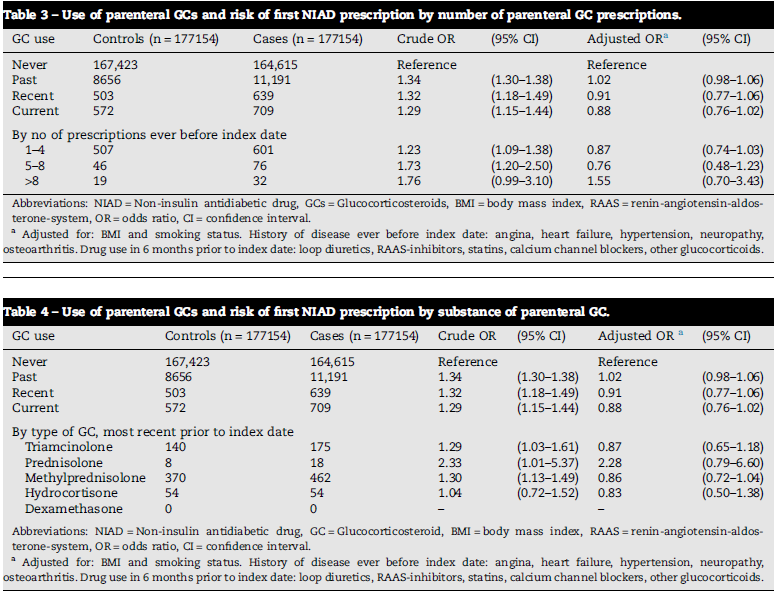 Table 3 – Use of parenteral GCs and risk of first NIAD prescription by number of parenteral GC prescriptions.
GC use Controls (n = 177154) Cases (n = 177154) Crude OR (95% CI) Adjusted ORa (95% CI)
Never 167,423 164,615 Reference Reference
Past 8656 11,191 1.34 (1.30–1.38) 1.02 (0.98–1.06)
Recent 503 639 1.32 (1.18–1.49) 0.91 (0.77–1.06)
Current 572 709 1.29 (1.15–1.44) 0.88 (0.76–1.02)
By no of prescriptions ever before index date
1–4 507 601 1.23 (1.09–1.38) 0.87 (0.74–1.03)
5–8 46 76 1.73 (1.20–2.50) 0.76 (0.48–1.23)
>8 19 32 1.76 (0.99–3.10) 1.55 (0.70–3.43)
Abbreviations: NIAD = Non-insulin antidiabetic drug, GCs = Glucocorticosteroids, BMI = body mass index, RAAS = renin-angiotensin-aldos-
terone-system, OR = odds ratio, CI = confidence interval.
a Adjusted for: BMI and smoking status. History of disease ever before index date: angina, heart failure, hypertension, neuropathy,
osteoarthritis. Drug use in 6 months prior to index date: loop diuretics, RAAS-inhibitors, statins, calcium channel blockers, other glucocorticoids.
Table 4 – Use of parenteral GCs and risk of first NIAD prescription by substance of parenteral GC.
GC use Controls (n = 177154) Cases (n = 177154) Crude OR (95% CI) Adjusted OR a (95% CI)
Never 167,423 164,615 Reference Reference
Past 8656 11,191 1.34 (1.30–1.38) 1.02 (0.98–1.06)
Recent 503 639 1.32 (1.18–1.49) 0.91 (0.77–1.06)
Current 572 709 1.29 (1.15–1.44) 0.88 (0.76–1.02)
By type of GC, most recent prior to index date
Triamcinolone 140 175 1.29 (1.03–1.61) 0.87 (0.65–1.18)
Prednisolone 8 18 2.33 (1.01–5.37) 2.28 (0.79–6.60)
Methylprednisolone 370 462 1.30 (1.13–1.49) 0.86 (0.72–1.04)
Hydrocortisone 54 54 1.04 (0.72–1.52) 0.83 (0.50–1.38)
Dexamethasone 0 0 – –
Abbreviations: NIAD = Non-insulin antidiabetic drug, GC = Glucocorticosteroid, BMI = body mass index, RAAS = renin-angiotensin-aldos-
terone-system, OR = odds ratio, CI = confidence interval.
a Adjusted for: BMI and smoking status. History of disease ever before index date: angina, heart failure, hypertension, neuropathy,
osteoarthritis. Drug use in 6 months prior to index date: loop diuretics, RAAS-inhibitors, statins, calcium channel blockers, other glucocorticoids.